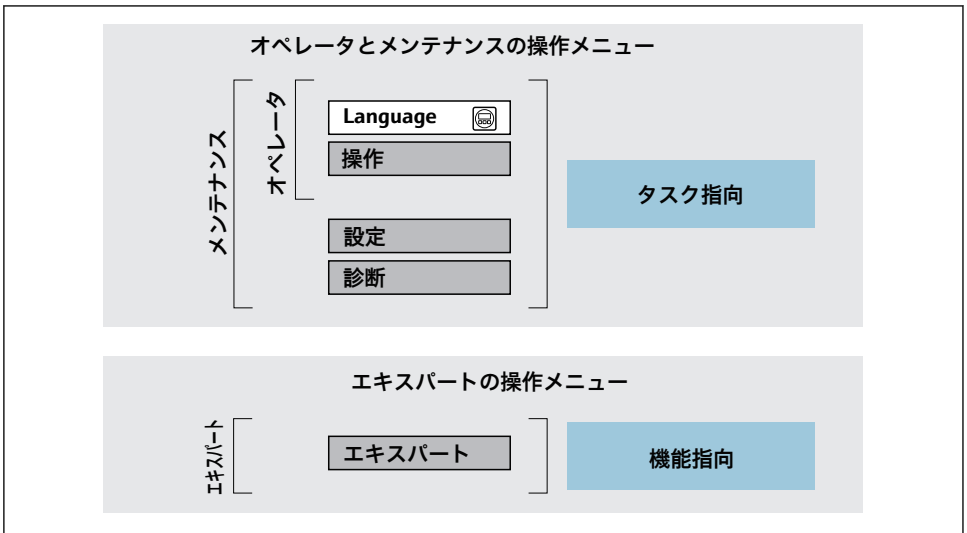 オペレータとメンテナンスの操作メニュー
メンテナンス
オペレータ
Language
操作
設定
診断
タスク指向
エキスパートの操作メニュー
エキスパート
エキスパート
機能指向